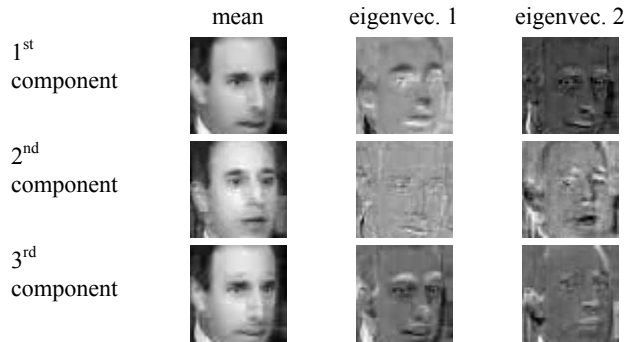 mean eigenvec. 1 eigenvec. 2
1st
component
2nd
component
3rd
component